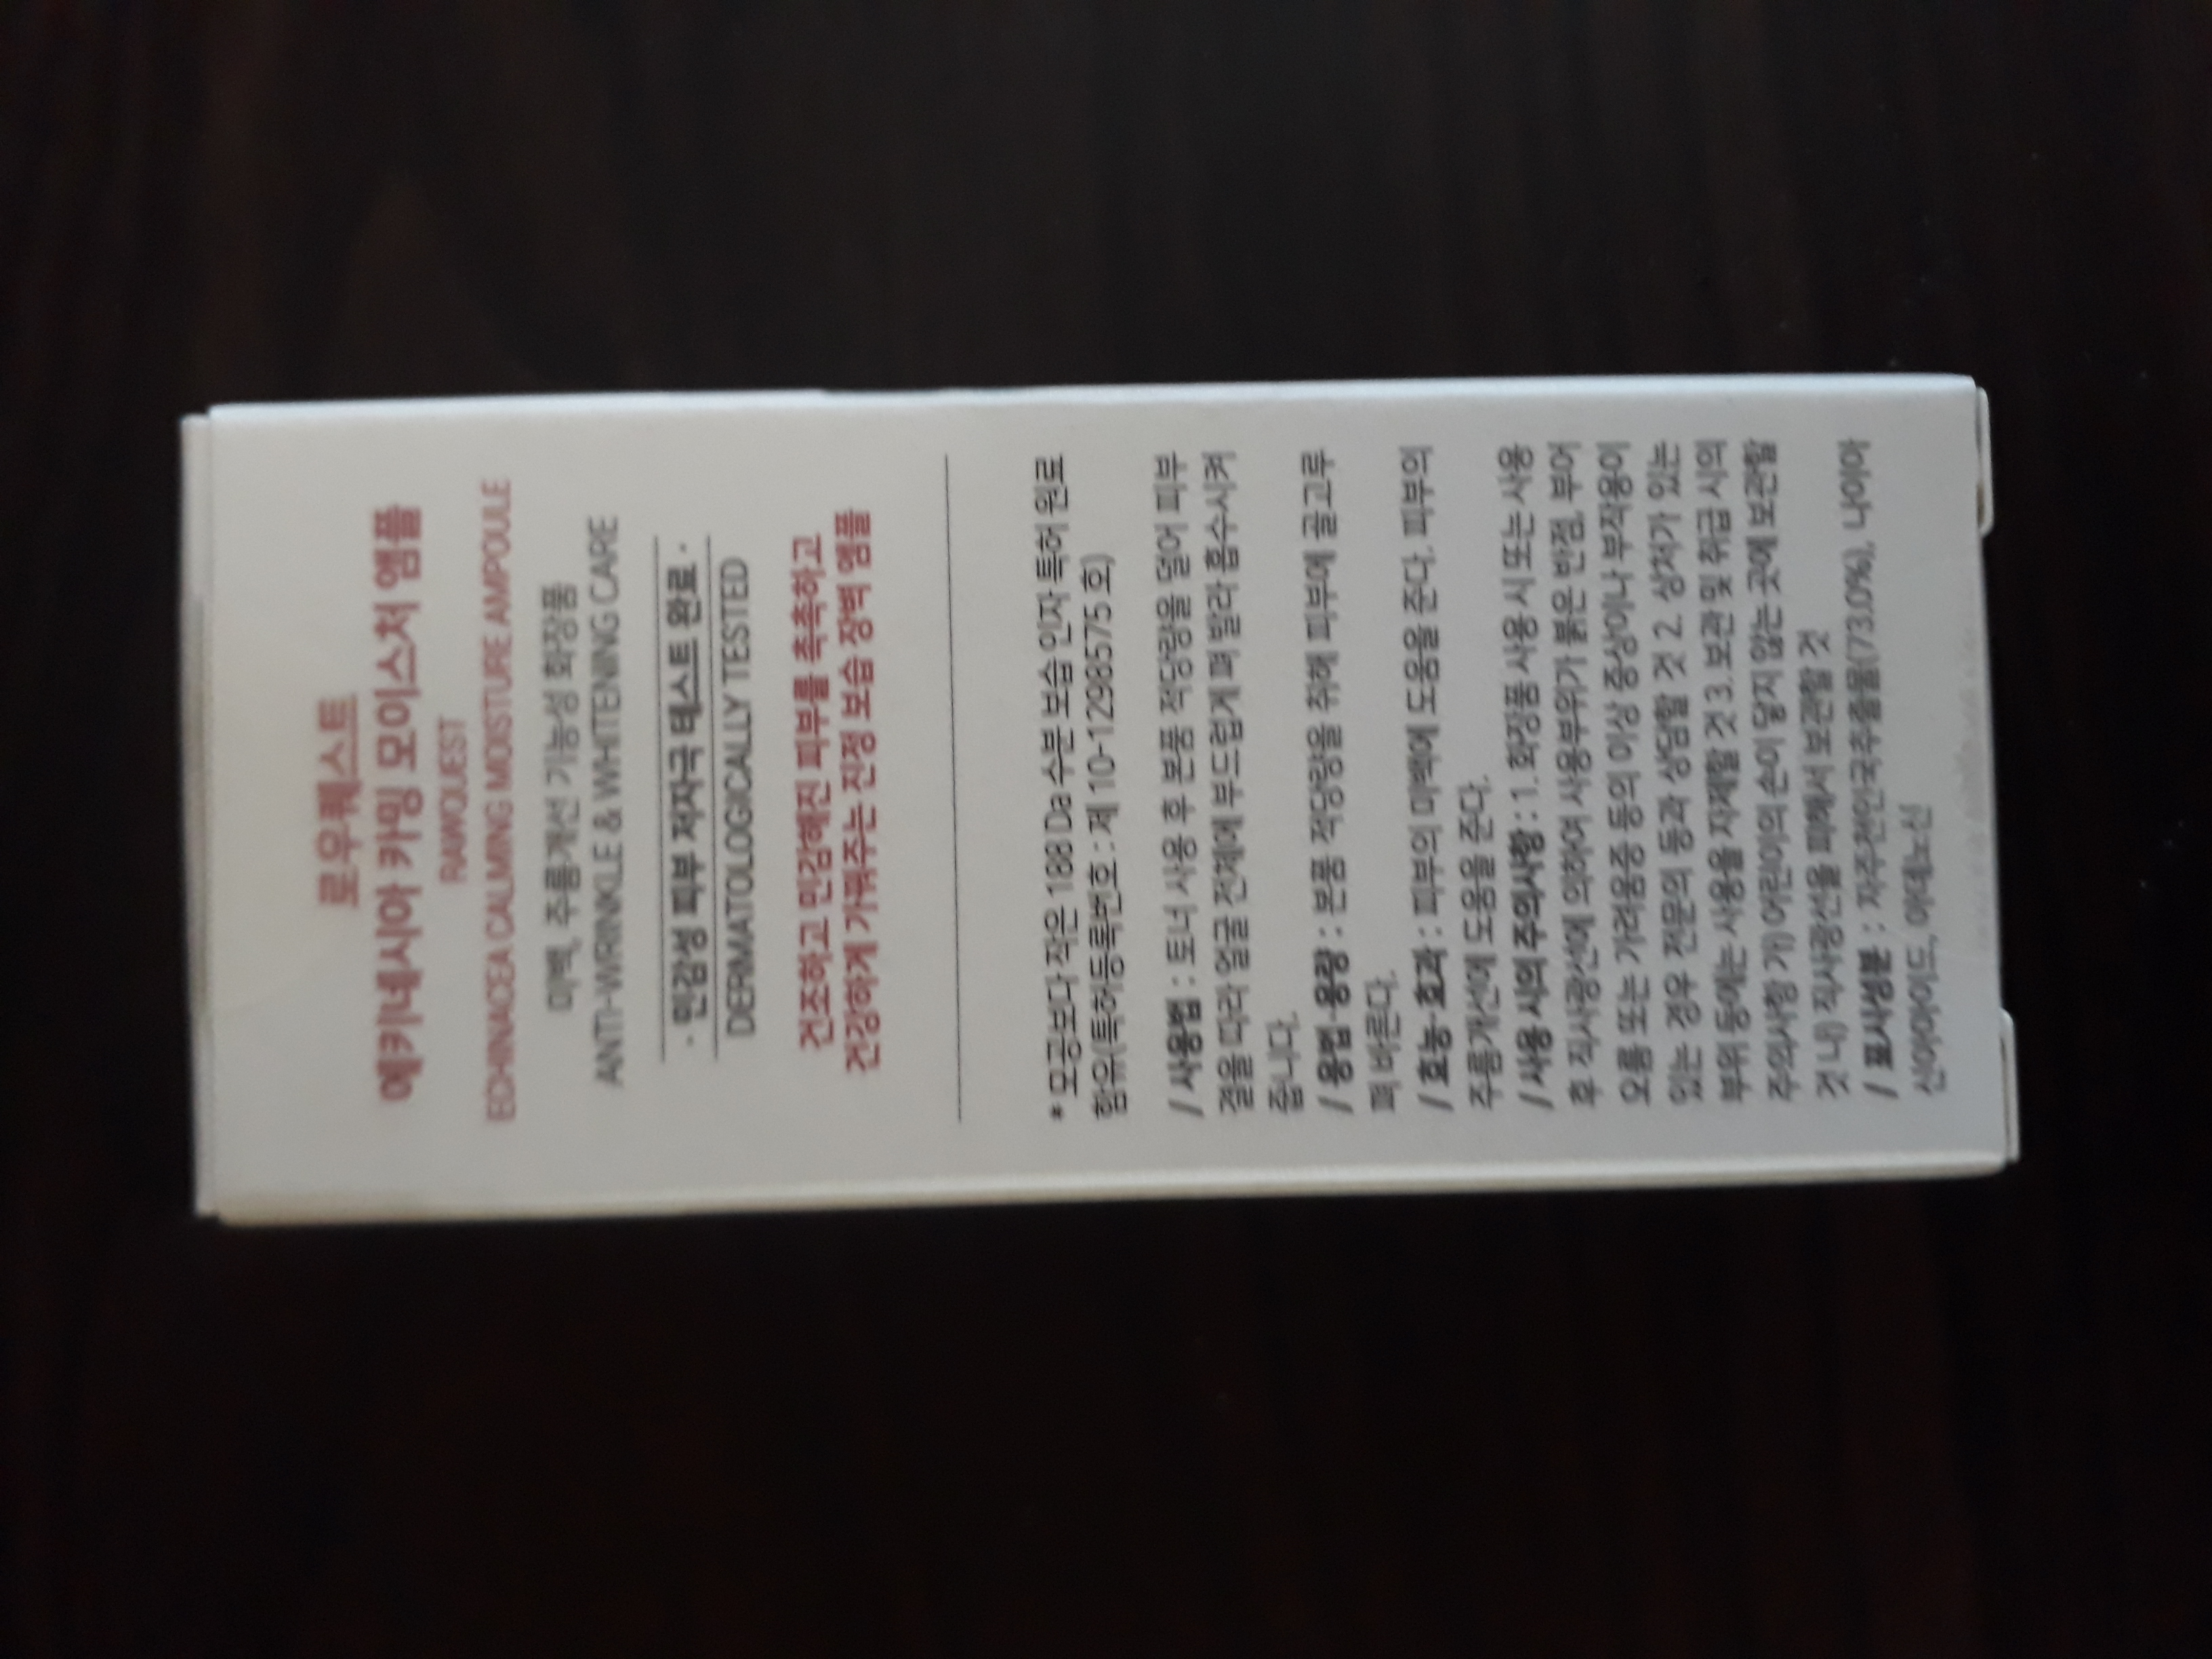 로우퀘스트
에키네시아 카밍 모이스처 앰플
RAWQUEST
ECHINACEA CALMING MOISTURE AMPOULE
미백, 주름개선 기능성 화장품
ANTI-WRINKLE & WHITENING CARE
· 민감성 피부 저자극 테스트 완료 ·
DERMATOLOGICALLY TESTED
건조하고 민감해진 피부를 촉촉하고
건강하게 가꿔주는 진정 보습 장벽 앰플
* 모공보다 작은 188 Da 수분 보습 인자 특허 원료
함유(특허등록번호 : 제 10-1298575 호)
/ 사용법 : 토너 사용 후 본품 적당량을 덜어 피부
결을 따라 얼굴 전체에 부드럽게 펴 발라 흡수시켜
줍니다.
/ 용법·용량 : 본품 적당량을 취해 피부에 골고루
펴 바른다.
/ 효능·효과 : 피부의 미백에 도움을 준다. 피부의
주름개선에 도움을 준다.
/ 사용 시의 주의사항 : 1. 화장품 사용 시 또는 사용
후 직사광선에 의하여 사용부위가 붉은 반점, 부어
오름 또는 가려움증 등의 이상 증상이나 부작용이
있는 경우 전문의 등과 상담할 것 2. 상처가 있는
부위 등에는 사용을 자제할 것 3. 보관 및 취급 시의
주의사항 가) 어린이의 손이 닿지 않는 곳에 보관할
것 나) 직사광선을 피해서 보관할 것
/ 표시성분 : 자주천인국추출물(73.0%), 나이아
신아마이드, 아데노신